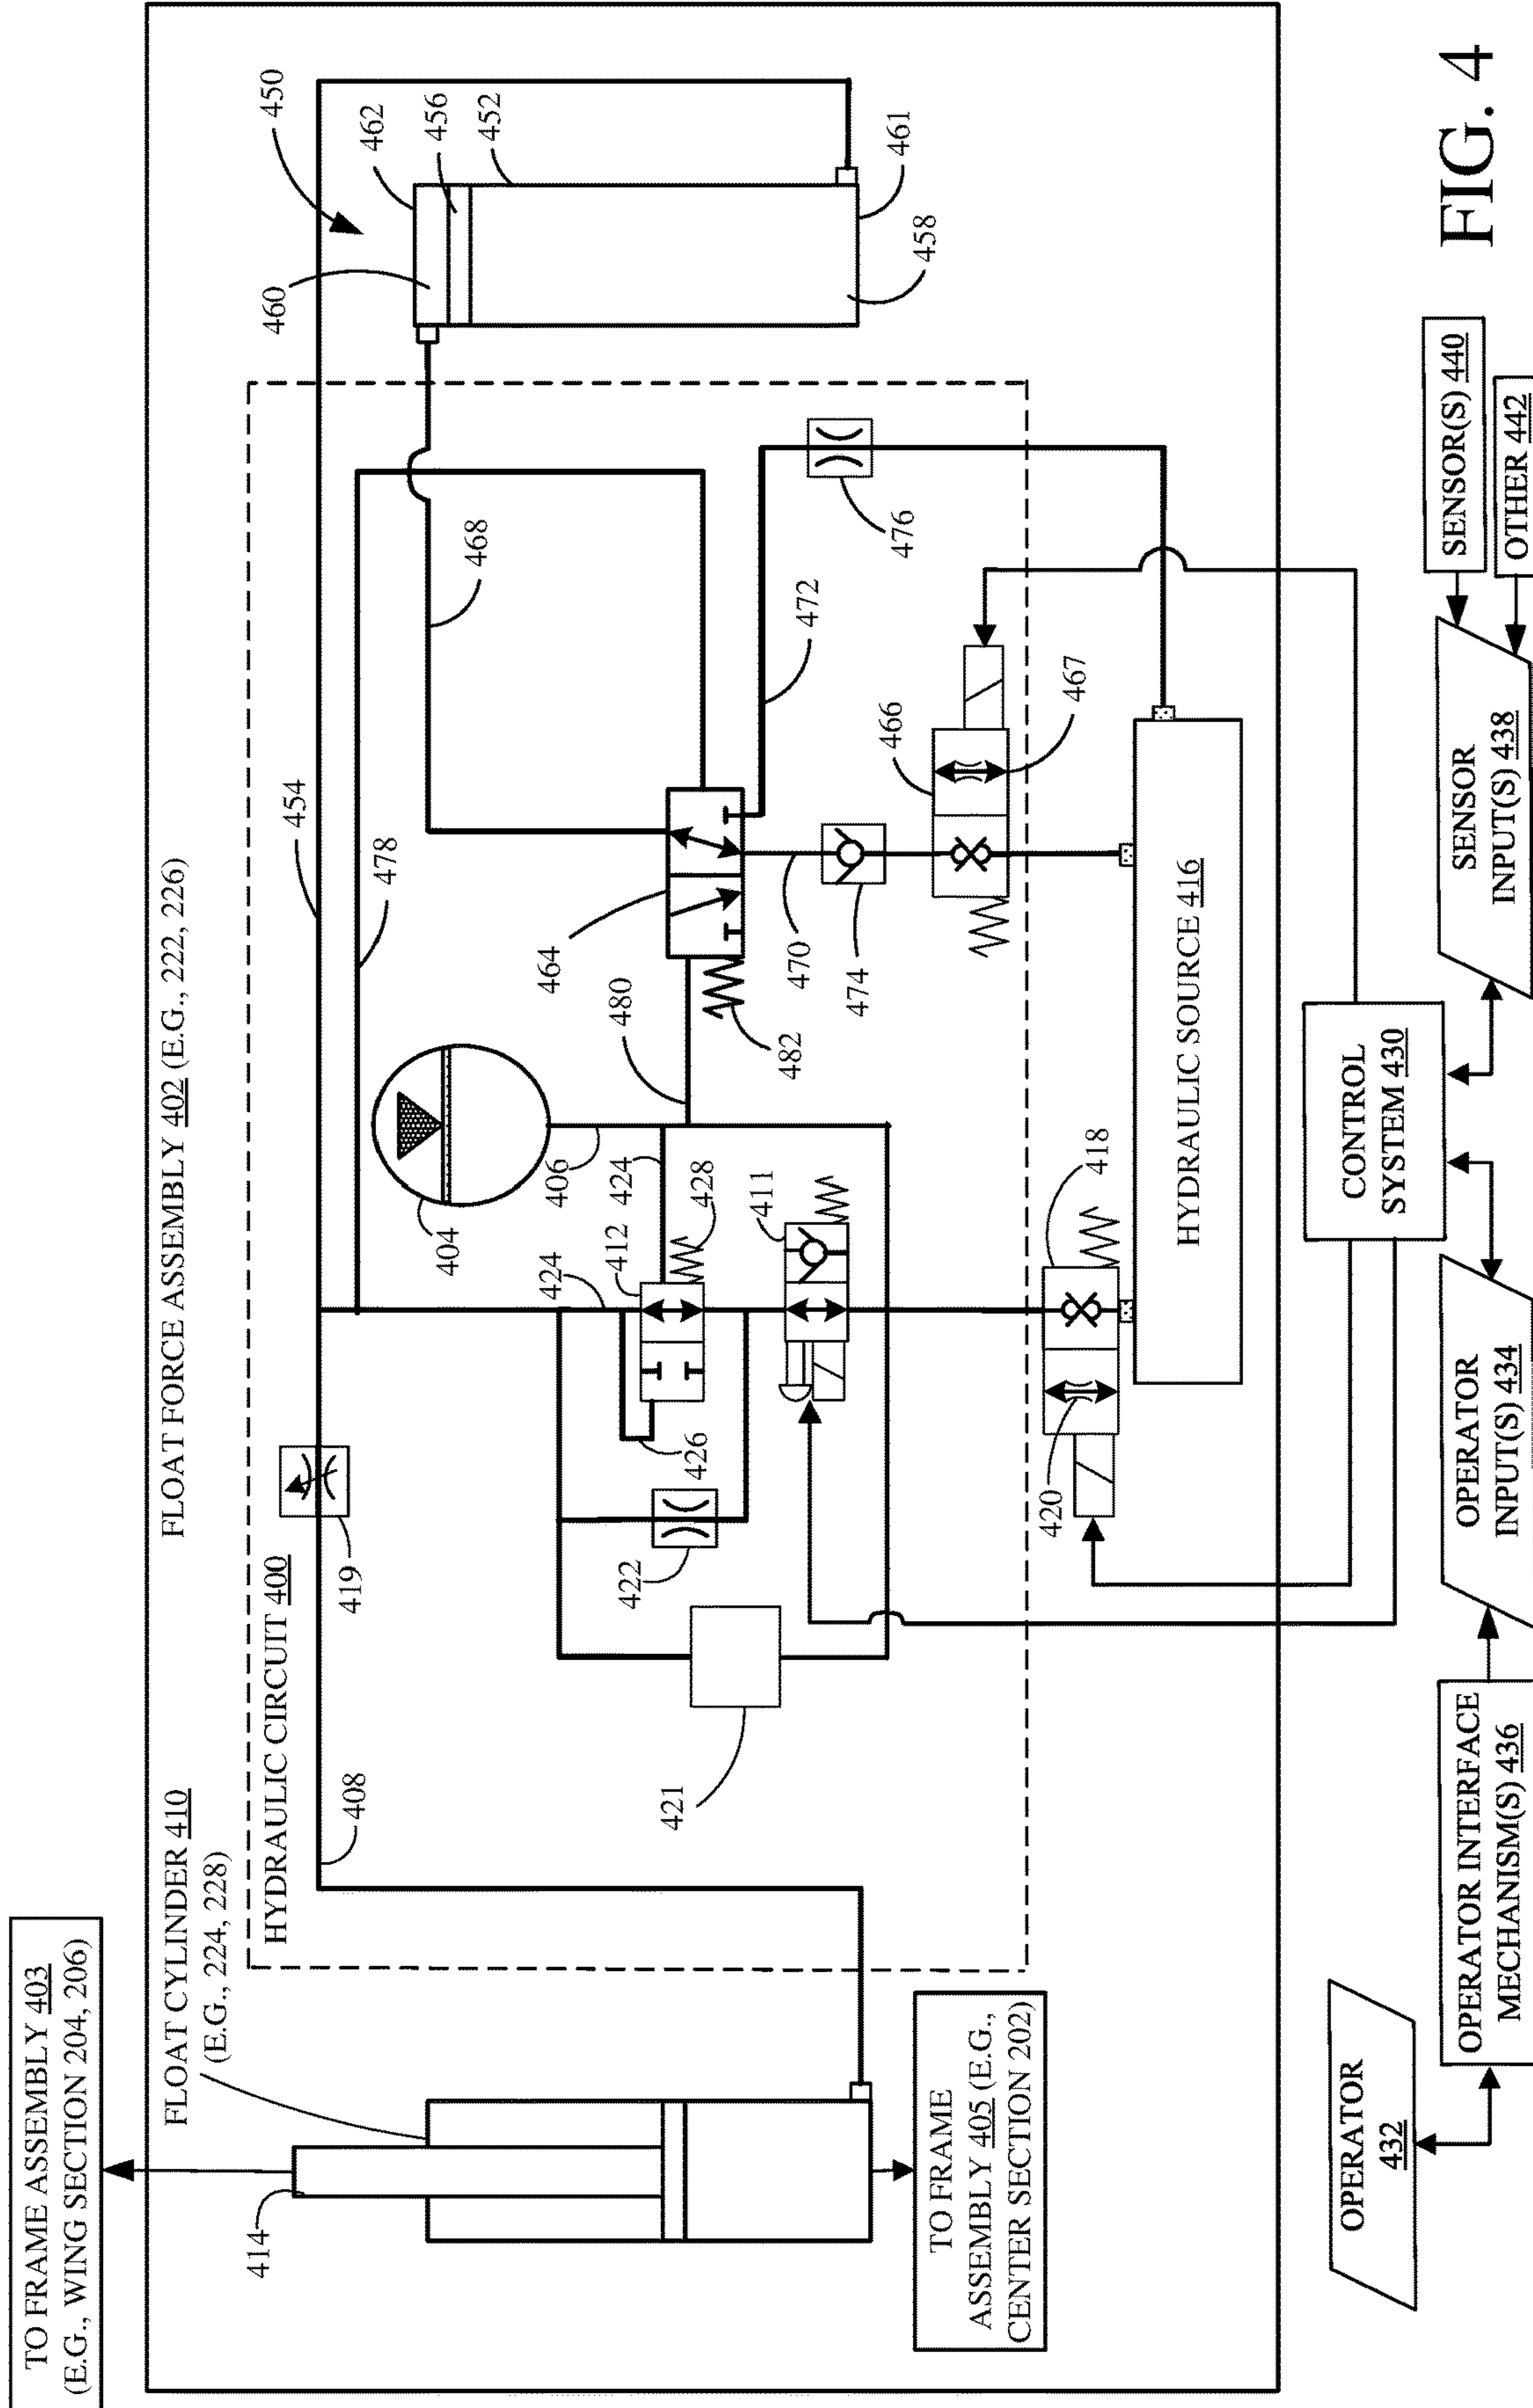 TO FRAME ASSEMBLY 403
(E.G., WING SECTION 204, 206)
FLOAT CYLINDER 410
(E.G., 224, 228)
FLOAT FORCE ASSEMBLY 402 (E.G., 222, 226)
HYDRAULIC CIRCUIT 400
414
408
419
454
478
450
462
456
452
460
461
458
468
404
406
424
424
412
428
426
422
421
411
480
482
464
470
474
472
476
466
467
418
420
TO FRAME
ASSEMBLY 405 (E.G.,
CENTER SECTION 202)
HYDRAULIC SOURCE 416
CONTROL
SYSTEM 430
OPERATOR
432
OPERATOR INTERFACE
MECHANISM(S) 436
OPERATOR
INPUT(S) 434
SENSOR
INPUT(S) 438
SENSOR(S) 440
OTHER 442
FIG. 4